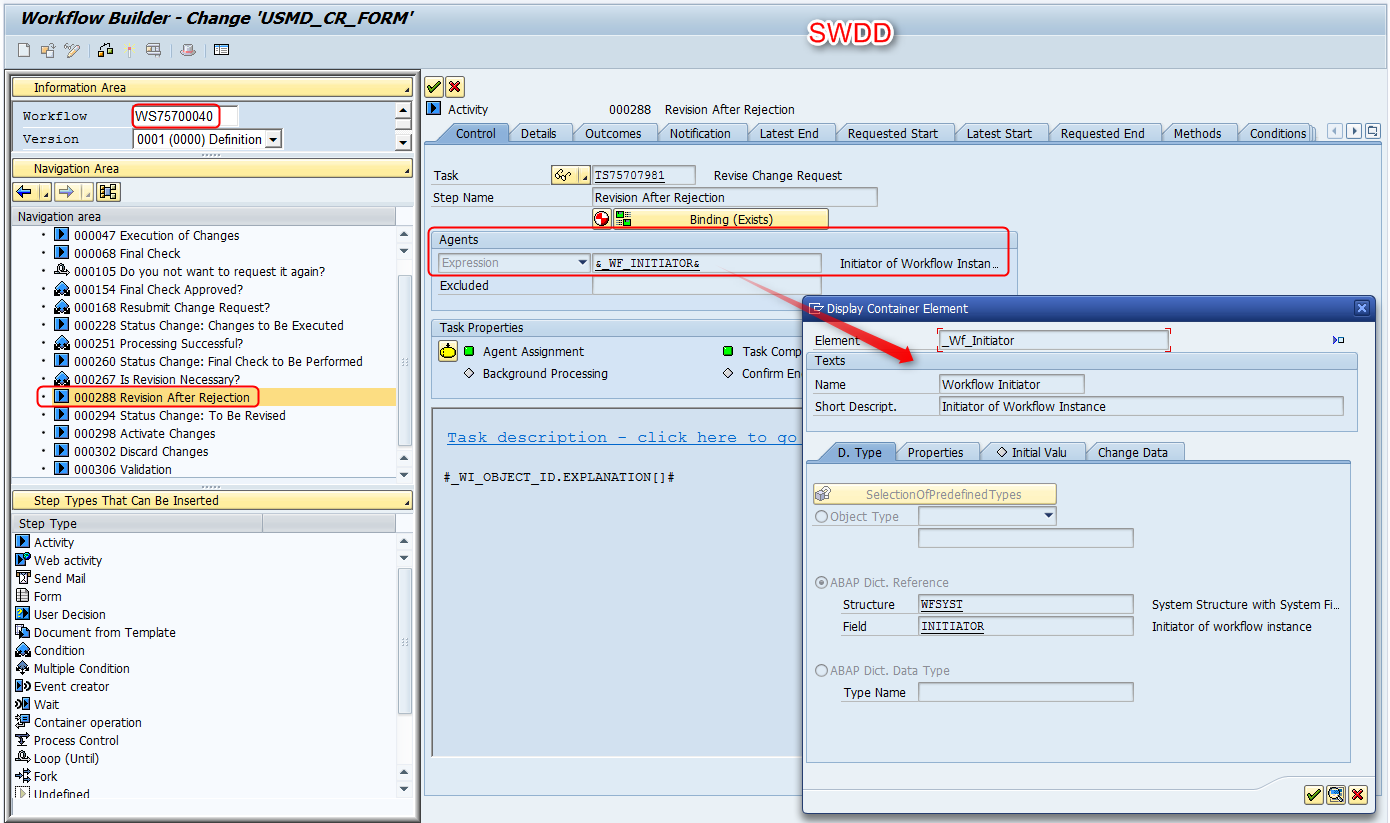 Workflow Builder - Change 'USMD_CR_FORM'
SWDD
Information Area
Workflow WS75700040
Version 0001 (0000) Definition
Navigation Area
Navigation area
000047 Execution of Changes
000068 Final Check
000105 Do you not want to request it again?
000154 Final Check Approved?
000168 Resubmit Change Request?
000228 Status Change: Changes to Be Executed
000251 Processing Successful?
000260 Status Change: Final Check to Be Performed
000267 Is Revision Necessary?
000288 Revision After Rejection
000294 Status Change: To Be Revised
000298 Activate Changes
000302 Discard Changes
000306 Validation
Step Types That Can Be Inserted
Step Type
Activity
Web activity
Send Mail
Form
User Decision
Document from Template
Condition
Multiple Condition
Event creator
Wait
Container operation
Process Control
Loop (Until)
Fork
Undefined
Activity 000288 Revision After Rejection
Control Details Outcomes Notification Latest End Requested Start Latest Start Requested End Methods Conditions
Task TS75707981 Revise Change Request
Step Name Revision After Rejection
Binding (Exists)
Agents
Expression &_WF_INITIATOR& Initiator of Workflow Instan...
Excluded
Task Properties
Agent Assignment Task Comp
Background Processing Confirm En
Task description - click here to go
#_WI_OBJECT_ID.EXPLANATION[]#
Display Container Element
Element _Wf_Initiator
Texts
Name Workflow Initiator
Short Descript. Initiator of Workflow Instance
D. Type Properties Initial Valu Change Data
SelectionOfPredefinedTypes
Object Type
ABAP Dict. Reference
Structure WFSYST System Structure with System Fi...
Field INITIATOR Initiator of workflow instance
ABAP Dict. Data Type
Type Name